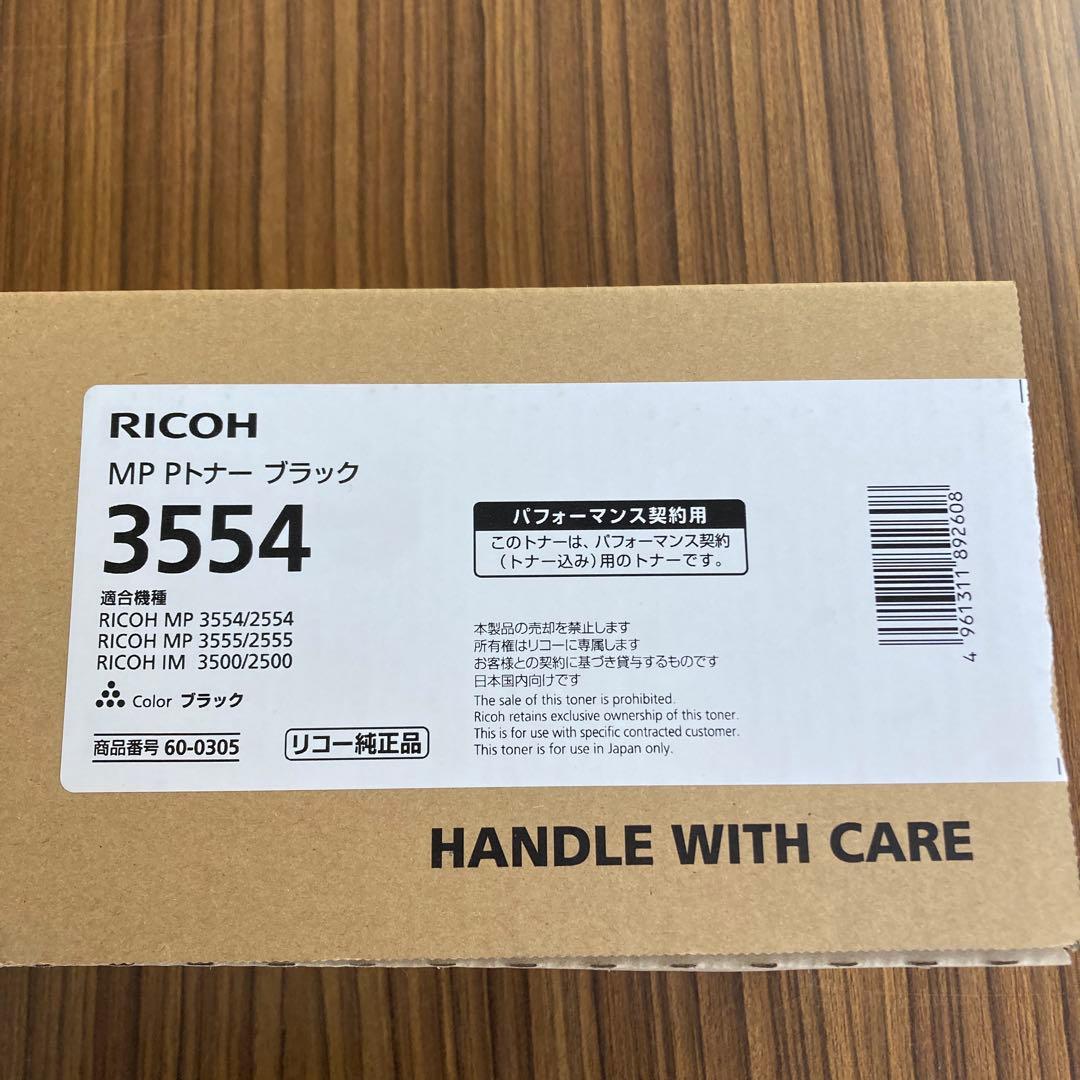 RICOH
MP Pトナー ブラック
3554
適合機種
RICOH MP 3554/2554
RICOH MP 3555/2555
RICOH IM 3500/2500
Color ブラック
商品番号 60-0305
リコー純正品
パフォーマンス契約用
このトナーは、パフォーマンス契約
(トナー込み)用のトナーです。
本製品の売却を禁止します
所有権はリコーに専属します
お客様との契約に基づき貸与するものです
日本国内向けです
The sale of this toner is prohibited.
Ricoh retains exclusive ownership of this toner.
This is for use with specific contracted customer.
This toner is for use in Japan only.
4 961311 892608
HANDLE WITH CARE